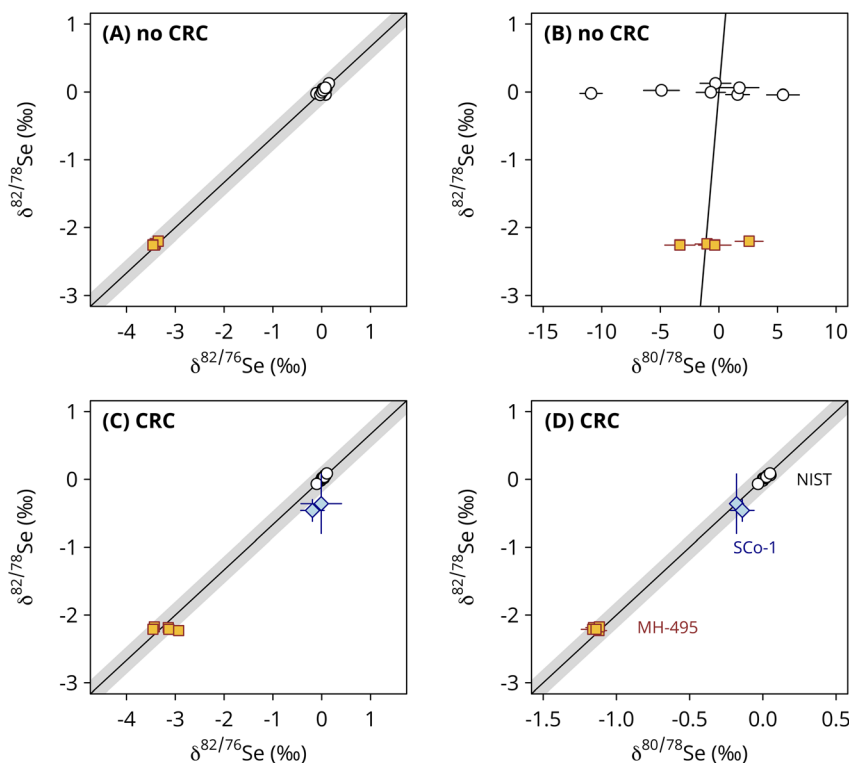 (A) no CRC
1
0
-1
-2
-3
δ82/78Se (‰)
-4 -3 -2 -1 0 1
δ82/76Se (‰)
(B) no CRC
1
0
-1
-2
-3
δ82/78Se (‰)
-15 -10 -5 0 5 10
δ80/78Se (‰)
(C) CRC
1
0
-1
-2
-3
δ82/78Se (‰)
-4 -3 -2 -1 0 1
δ82/76Se (‰)
(D) CRC
1
0
-1
-2
-3
δ82/78Se (‰)
NIST
SCo-1
MH-495
-1.5 -1.0 -0.5 0.0 0.5
δ80/78Se (‰)